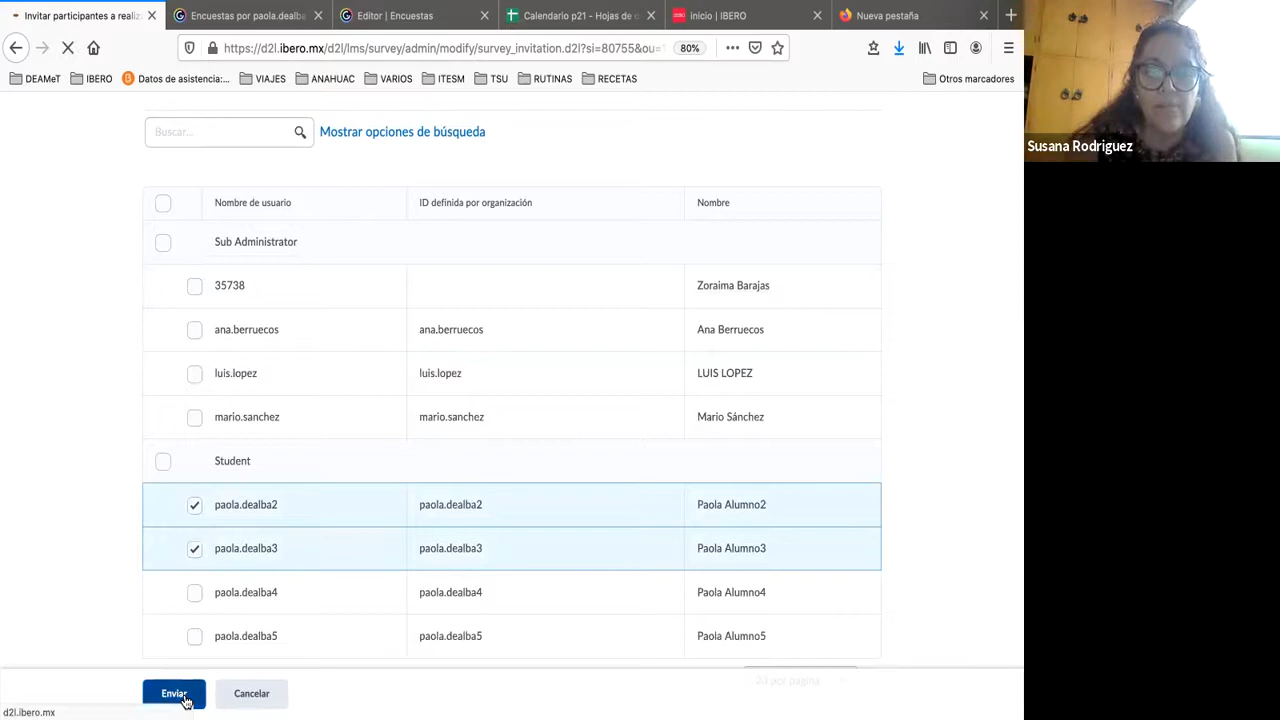 Invitar participantes a realiz
Encuestas por paola.dealba
Editor | Encuestas
Calendario p21 - Hojas de c
inicio | IBERO
Nueva pestaña
https://d2l.ibero.mx/d2l/lms/survey/admin/modify/survey_invitation.d2l?si=80755&ou=
80%
DEAMeT
IBERO
Datos de asistencia:...
VIAJES
ANAHUAC
VARIOS
ITESM
TSU
RUTINAS
RECETAS
Otros marcadores
Susana Rodriguez
Buscar...
Mostrar opciones de búsqueda
Nombre de usuario ID definida por organización Nombre
Sub Administrator
35738 Zoraima Barajas
ana.berruecos ana.berruecos Ana Berruecos
luis.lopez luis.lopez LUIS LOPEZ
mario.sanchez mario.sanchez Mario Sánchez
Student
paola.dealba2 paola.dealba2 Paola Alumno2
paola.dealba3 paola.dealba3 Paola Alumno3
paola.dealba4 paola.dealba4 Paola Alumno4
paola.dealba5 paola.dealba5 Paola Alumno5
por página
Enviar
Cancelar
d2l.ibero.mx